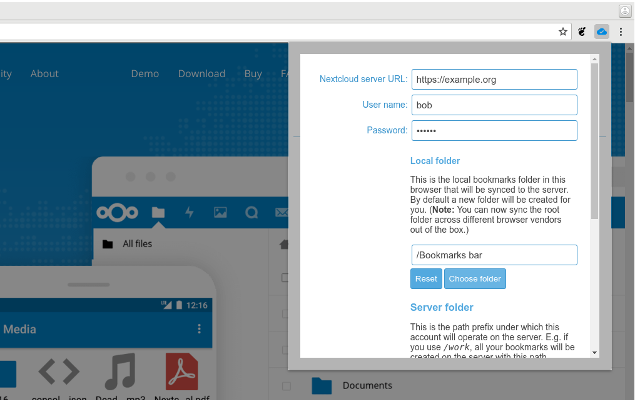 ity About Demo Download Buy FA
Nextcloud server URL: https://example.org
User name: bob
Password: ••••••
Local folder
This is the local bookmarks folder in this
browser that will be synced to the server.
By default a new folder will be created for
you. (Note: You can now sync the root
folder across different browser vendors
out of the box.)
/Bookmarks bar
Reset Choose folder
Server folder
This is the path prefix under which this
account will operate on the server. E.g. if
you use /work, all your bookmarks will be
created on the server with this path
All files
12:16
Media
16 consol_icon Dead_.mp3 Nexto_al.pdf
Documents